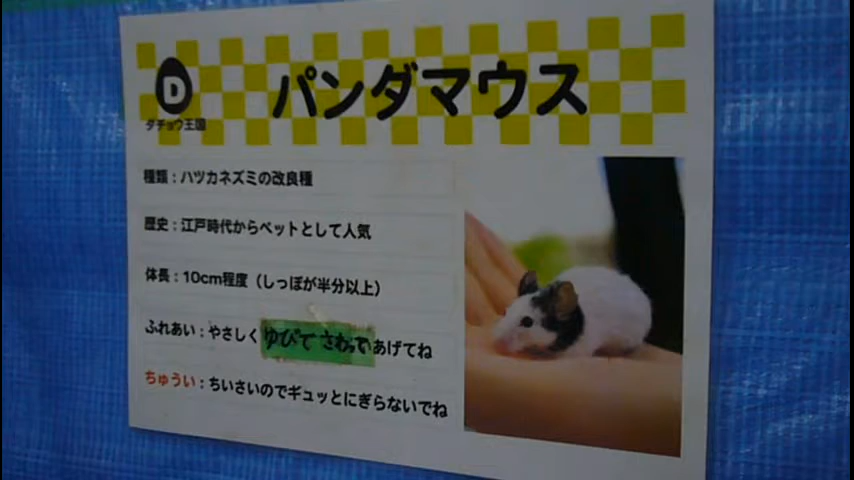 パンダマウス
D
ダチョウ王国
種類：ハツカネズミの改良種
歴史：江戸時代からペットとして人気
体長：10cm程度（しっぽが半分以上）
ふれあい：やさしくゆびでさわってあげてね
ちゅうい：ちいさいのでギュッとにぎらないでね